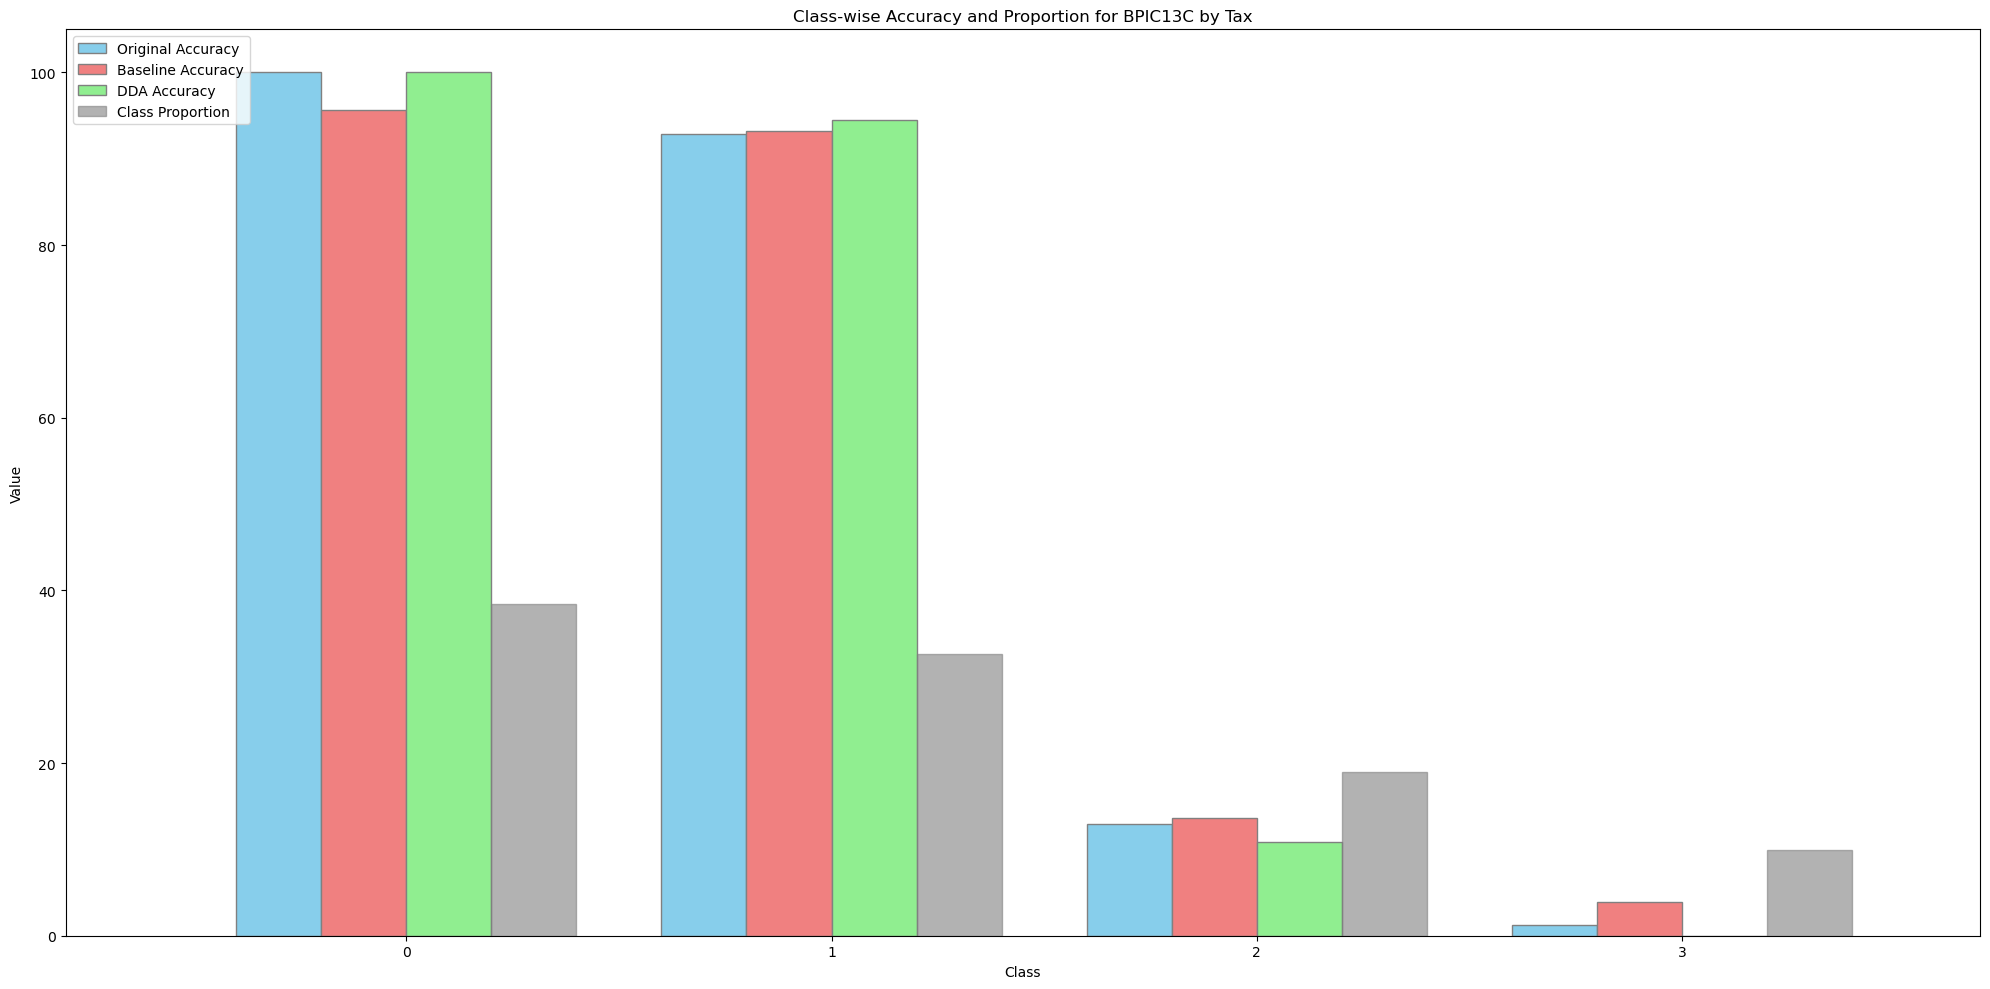 Class-wise Accuracy and Proportion for BPIC13C by Tax
Original Accuracy
Baseline Accuracy
DDA Accuracy
Class Proportion
100
80
60
40
20
0
Value
0 1 2 3
Class